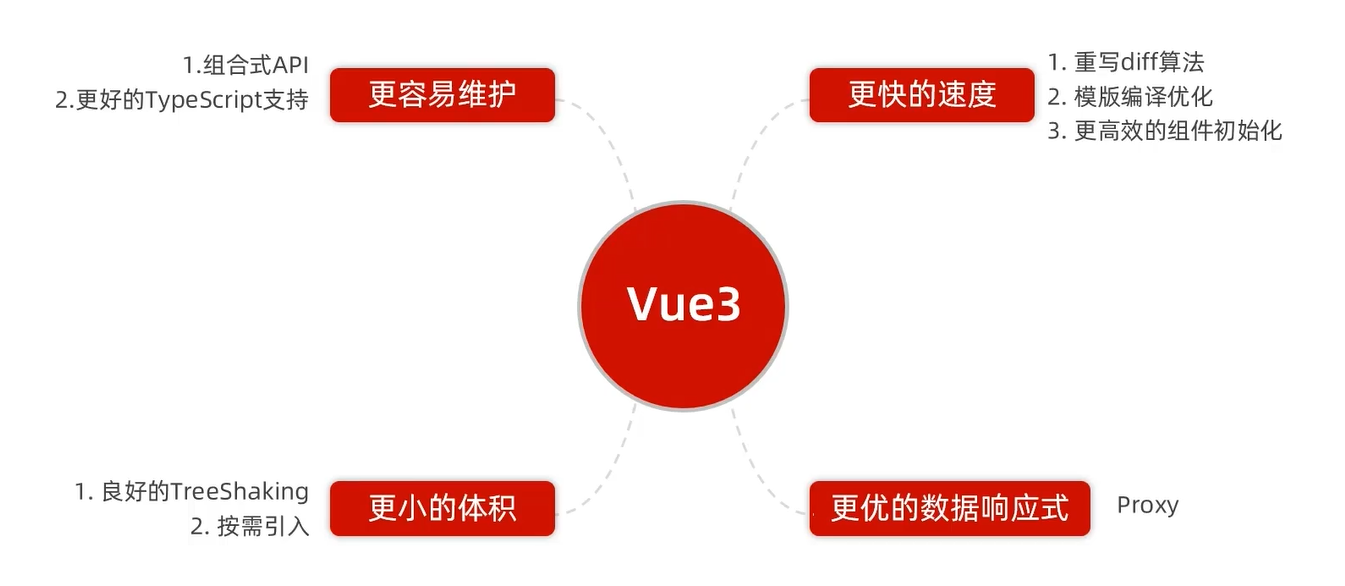 1.组合式API
2.更好的TypeScript支持
更容易维护
更快的速度
1. 重写diff算法
2. 模版编译优化
3. 更高效的组件初始化
Vue3
1. 良好的TreeShaking
2. 按需引入
更小的体积
更优的数据响应式
Proxy